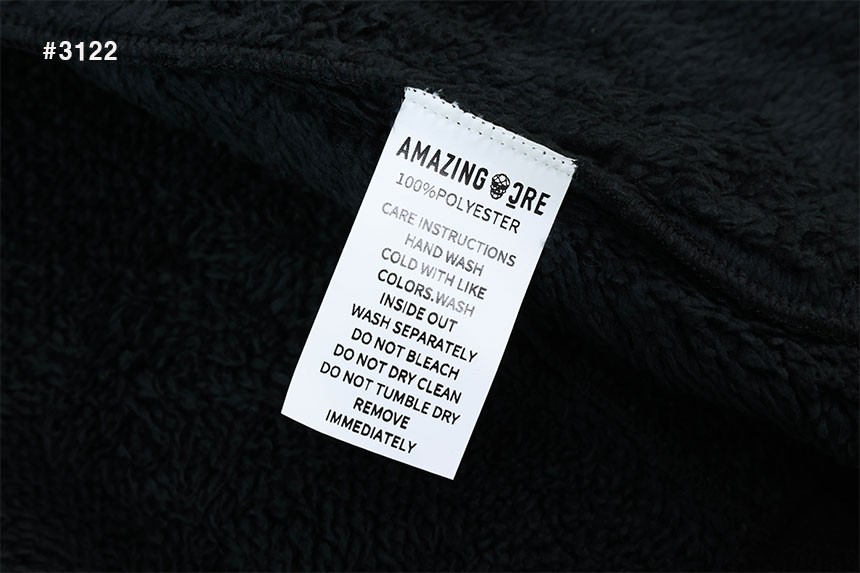 #3122
AMAZING ORE
100%POLYESTER
CARE INSTRUCTIONS
HAND WASH
COLD WITH LIKE
COLORS.WASH
INSIDE OUT
WASH SEPARATELY
DO NOT BLEACH
DO NOT DRY CLEAN
DO NOT TUMBLE DRY
REMOVE
IMMEDIATELY